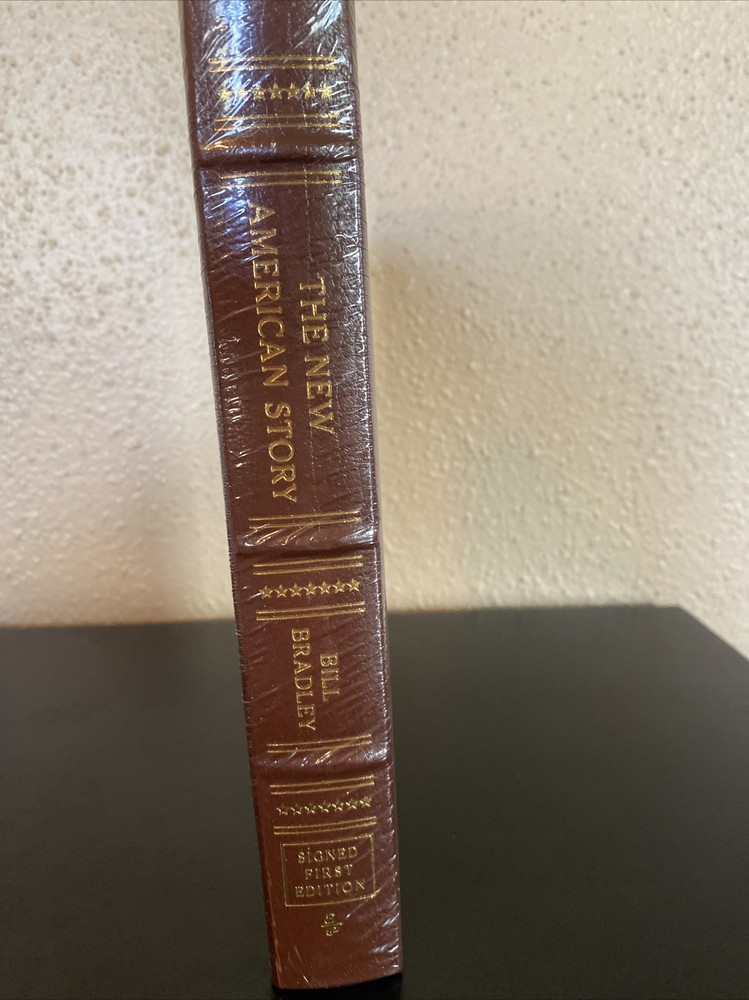 THE NEW
AMERICAN STORY
BILL
BRADLEY
SIGNED
FIRST
EDITION